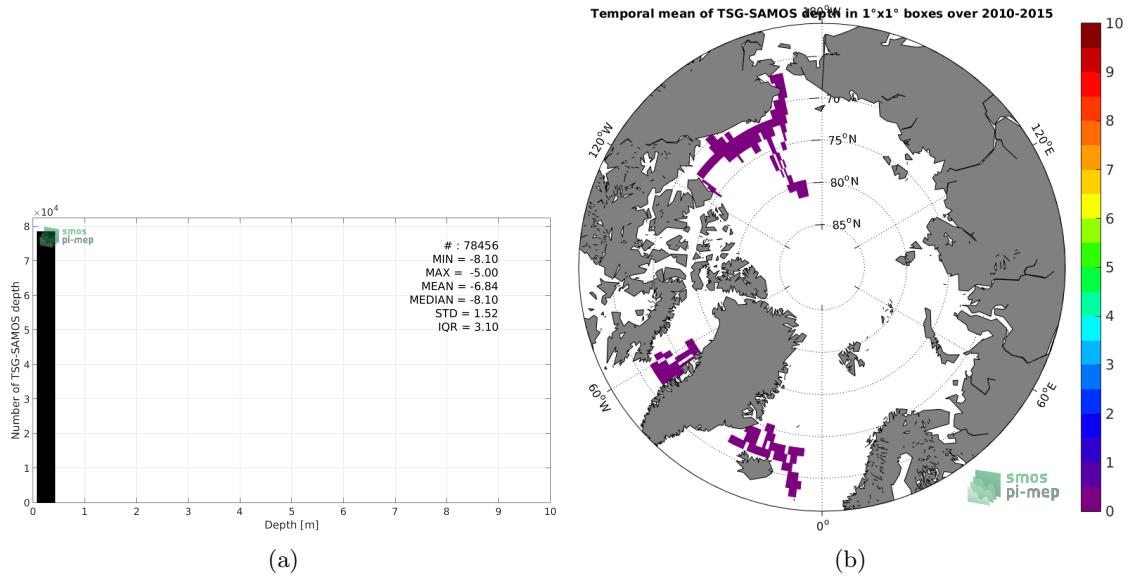 Temporal mean of TSG-SAMOS depth in 1°x1° boxes over 2010-2015
×10⁴
8
7
6
5
4
3
2
1
0
Number of TSG-SAMOS depth
smos
pi-mep
# : 78456
MIN = -8.10
MAX = -5.00
MEAN = -6.84
MEDIAN = -8.10
STD = 1.52
IQR = 3.10
0 1 2 3 4 5 6 7 8 9 10
Depth [m]
(a)
180°W
120°W
120°E
70°N
75°N
80°N
85°N
60°W
60°E
0°
smos
pi-mep
10
9
8
7
6
5
4
3
2
1
0
(b)